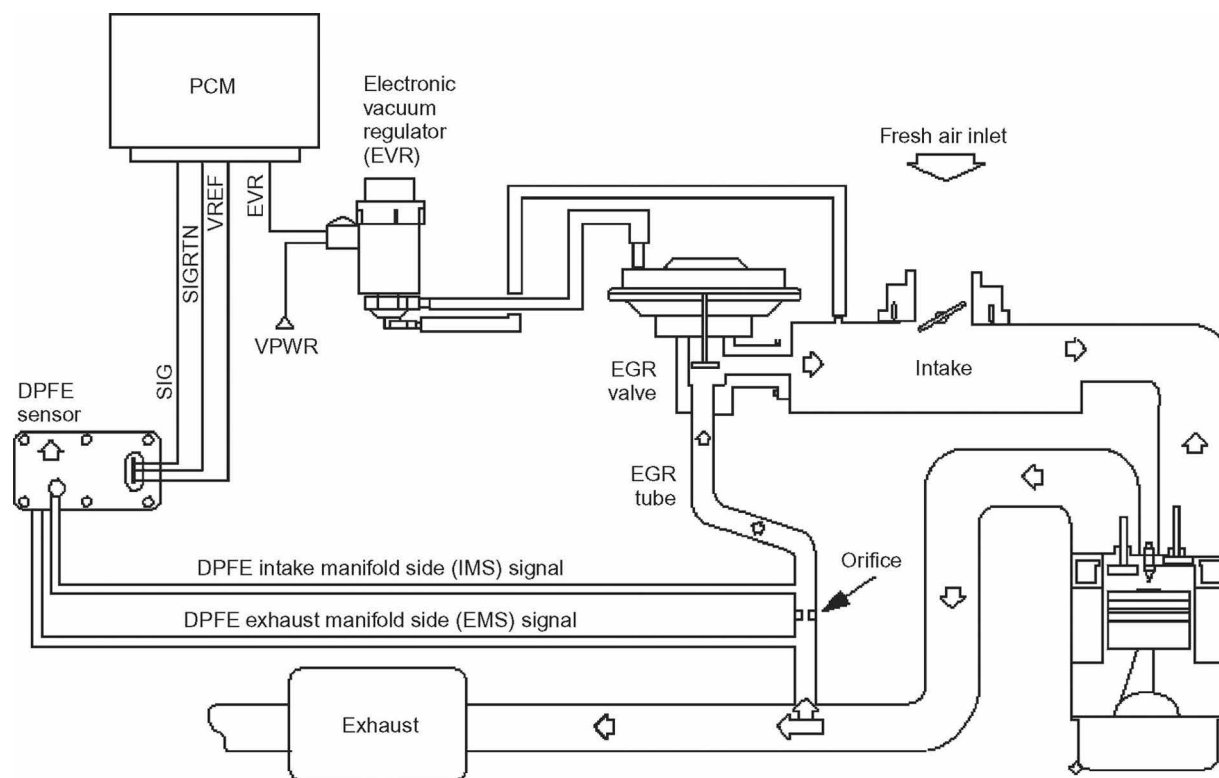 PCM
Electronic
vacuum
regulator
(EVR)
Fresh air inlet
SIG
SIGRTN
VREF
EVR
VPWR
EGR
valve
Intake
DPFE
sensor
EGR
tube
DPFE intake manifold side (IMS) signal
Orifice
DPFE exhaust manifold side (EMS) signal
Exhaust